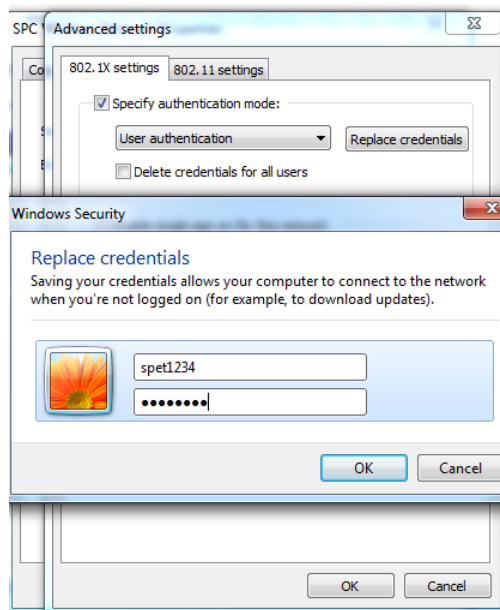 SPC
Advanced settings
Co
802.1X settings
802.11 settings
Specify authentication mode:
User authentication
Replace credentials
Delete credentials for all users
Windows Security
Replace credentials
Saving your credentials allows your computer to connect to the network
when you're not logged on (for example, to download updates).
spet1234
••••••••
OK
Cancel
OK
Cancel